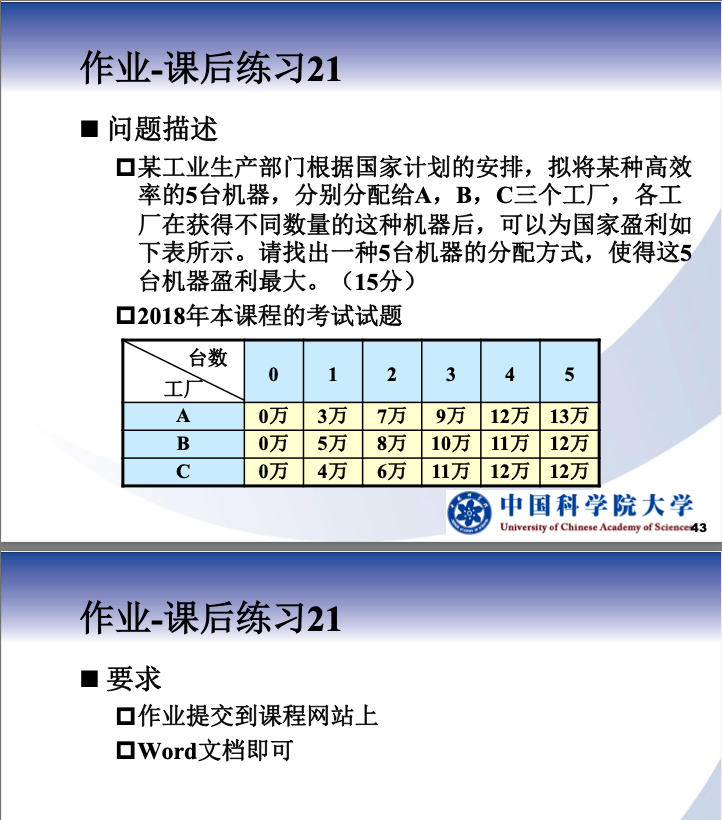 作业-课后练习21
■ 问题描述
某工业生产部门根据国家计划的安排，拟将某种高效
率的5台机器，分别分配给A，B，C三个工厂，各工
厂在获得不同数量的这种机器后，可以为国家盈利如
下表所示。请找出一种5台机器的分配方式，使得这5
台机器盈利最大。（15分）
2018年本课程的考试试题
台数
工厂
0 1 2 3 4 5
A 0万 3万 7万 9万 12万 13万
B 0万 5万 8万 10万 11万 12万
C 0万 4万 6万 11万 12万 12万
中国科学院大学
University of Chinese Academy of Sciences
43
作业-课后练习21
■ 要求
作业提交到课程网站上
Word文档即可